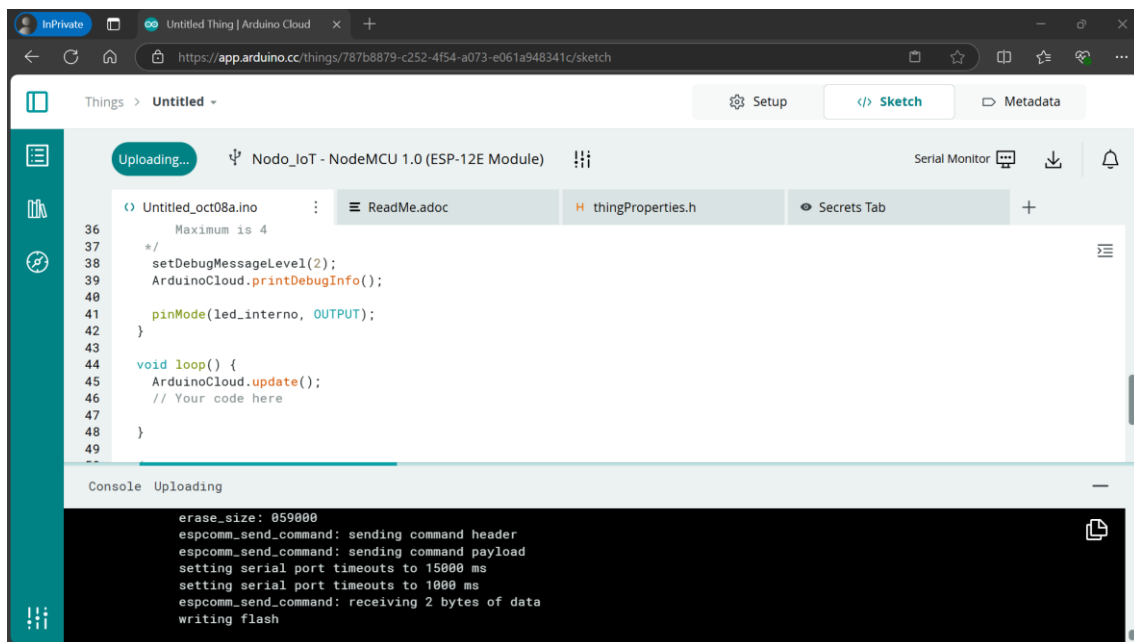 InPrivate
Untitled Thing | Arduino Cloud
https://app.arduino.cc/things/787b8879-c252-4f54-a073-e061a948341c/sketch
Things > Untitled
Setup
</> Sketch
Metadata
Uploading...
Nodo_IoT - NodeMCU 1.0 (ESP-12E Module)
Serial Monitor
<> Untitled_oct08a.ino
ReadMe.adoc
H thingProperties.h
Secrets Tab
36 Maximum is 4
37 */
38 setDebugMessageLevel(2);
39 ArduinoCloud.printDebugInfo();
40
41 pinMode(led_interno, OUTPUT);
42 }
43
44 void loop() {
45 ArduinoCloud.update();
46 // Your code here
47
48 }
49
Console Uploading
erase_size: 059000
espcomm_send_command: sending command header
espcomm_send_command: sending command payload
setting serial port timeouts to 15000 ms
setting serial port timeouts to 1000 ms
espcomm_send_command: receiving 2 bytes of data
writing flash